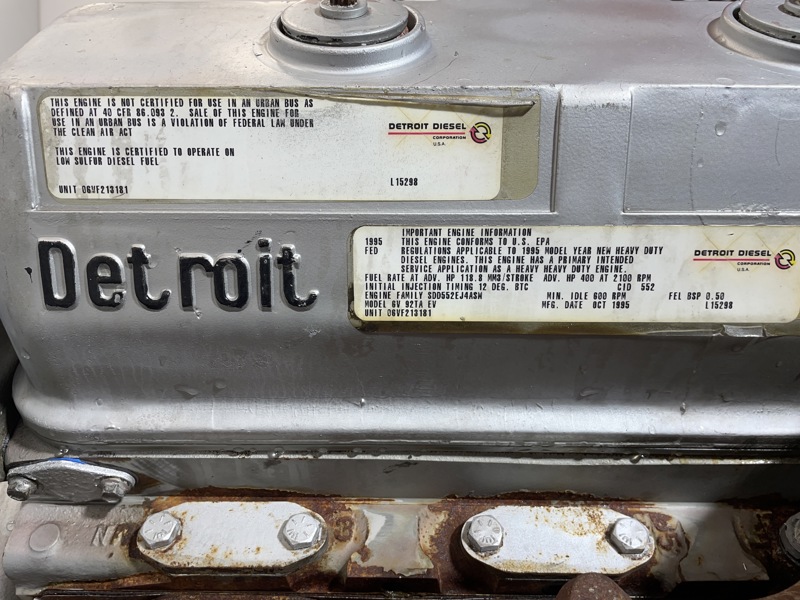 THIS ENGINE IS NOT CERTIFIED FOR USE IN AN URBAN BUS AS
DEFINED AT 40 CFR 86.093 2. SALE OF THIS ENGINE FOR
USE IN AN URBAN BUS IS A VIOLATION OF FEDERAL LAW UNDER
THE CLEAN AIR ACT
THIS ENGINE IS CERTIFIED TO OPERATE ON
LOW SULFUR DIESEL FUEL
UNIT 06VF213181
L15298
DETROIT DIESEL
CORPORATION
U.S.A.
Detroit
IMPORTANT ENGINE INFORMATION
1995 THIS ENGINE CONFORMS TO U.S. EPA
FED REGULATIONS APPLICABLE TO 1995 MODEL YEAR NEW HEAVY DUTY
DIESEL ENGINES. THIS ENGINE HAS A PRIMARY INTENDED
SERVICE APPLICATION AS A HEAVY HEAVY DUTY ENGINE.
FUEL RATE AT ADV. HP 118.8 MM3/STROKE ADV. HP 400 AT 2100 RPM
INITIAL INJECTION TIMING 12 DEG. BTC CID 552
ENGINE FAMILY SDD552EJ4ASW MIN. IDLE 600 RPM FEL BSP 0.50
MODEL 6V 92TA EV MFG. DATE OCT 1995 L15298
UNIT 06VF213181
DETROIT DIESEL
CORPORATION
U.S.A.
3